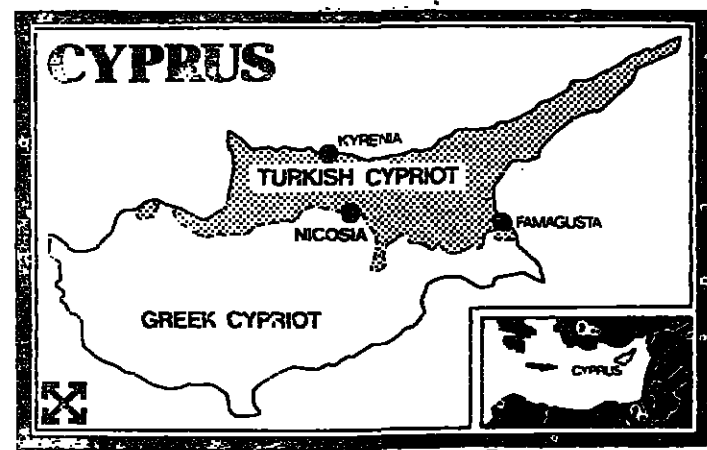 CYPRUS
KYRENIA
TURKISH CYPRIOT
NICOSIA
FAMAGUSTA
GREEK CYPRIOT
CYPRUS